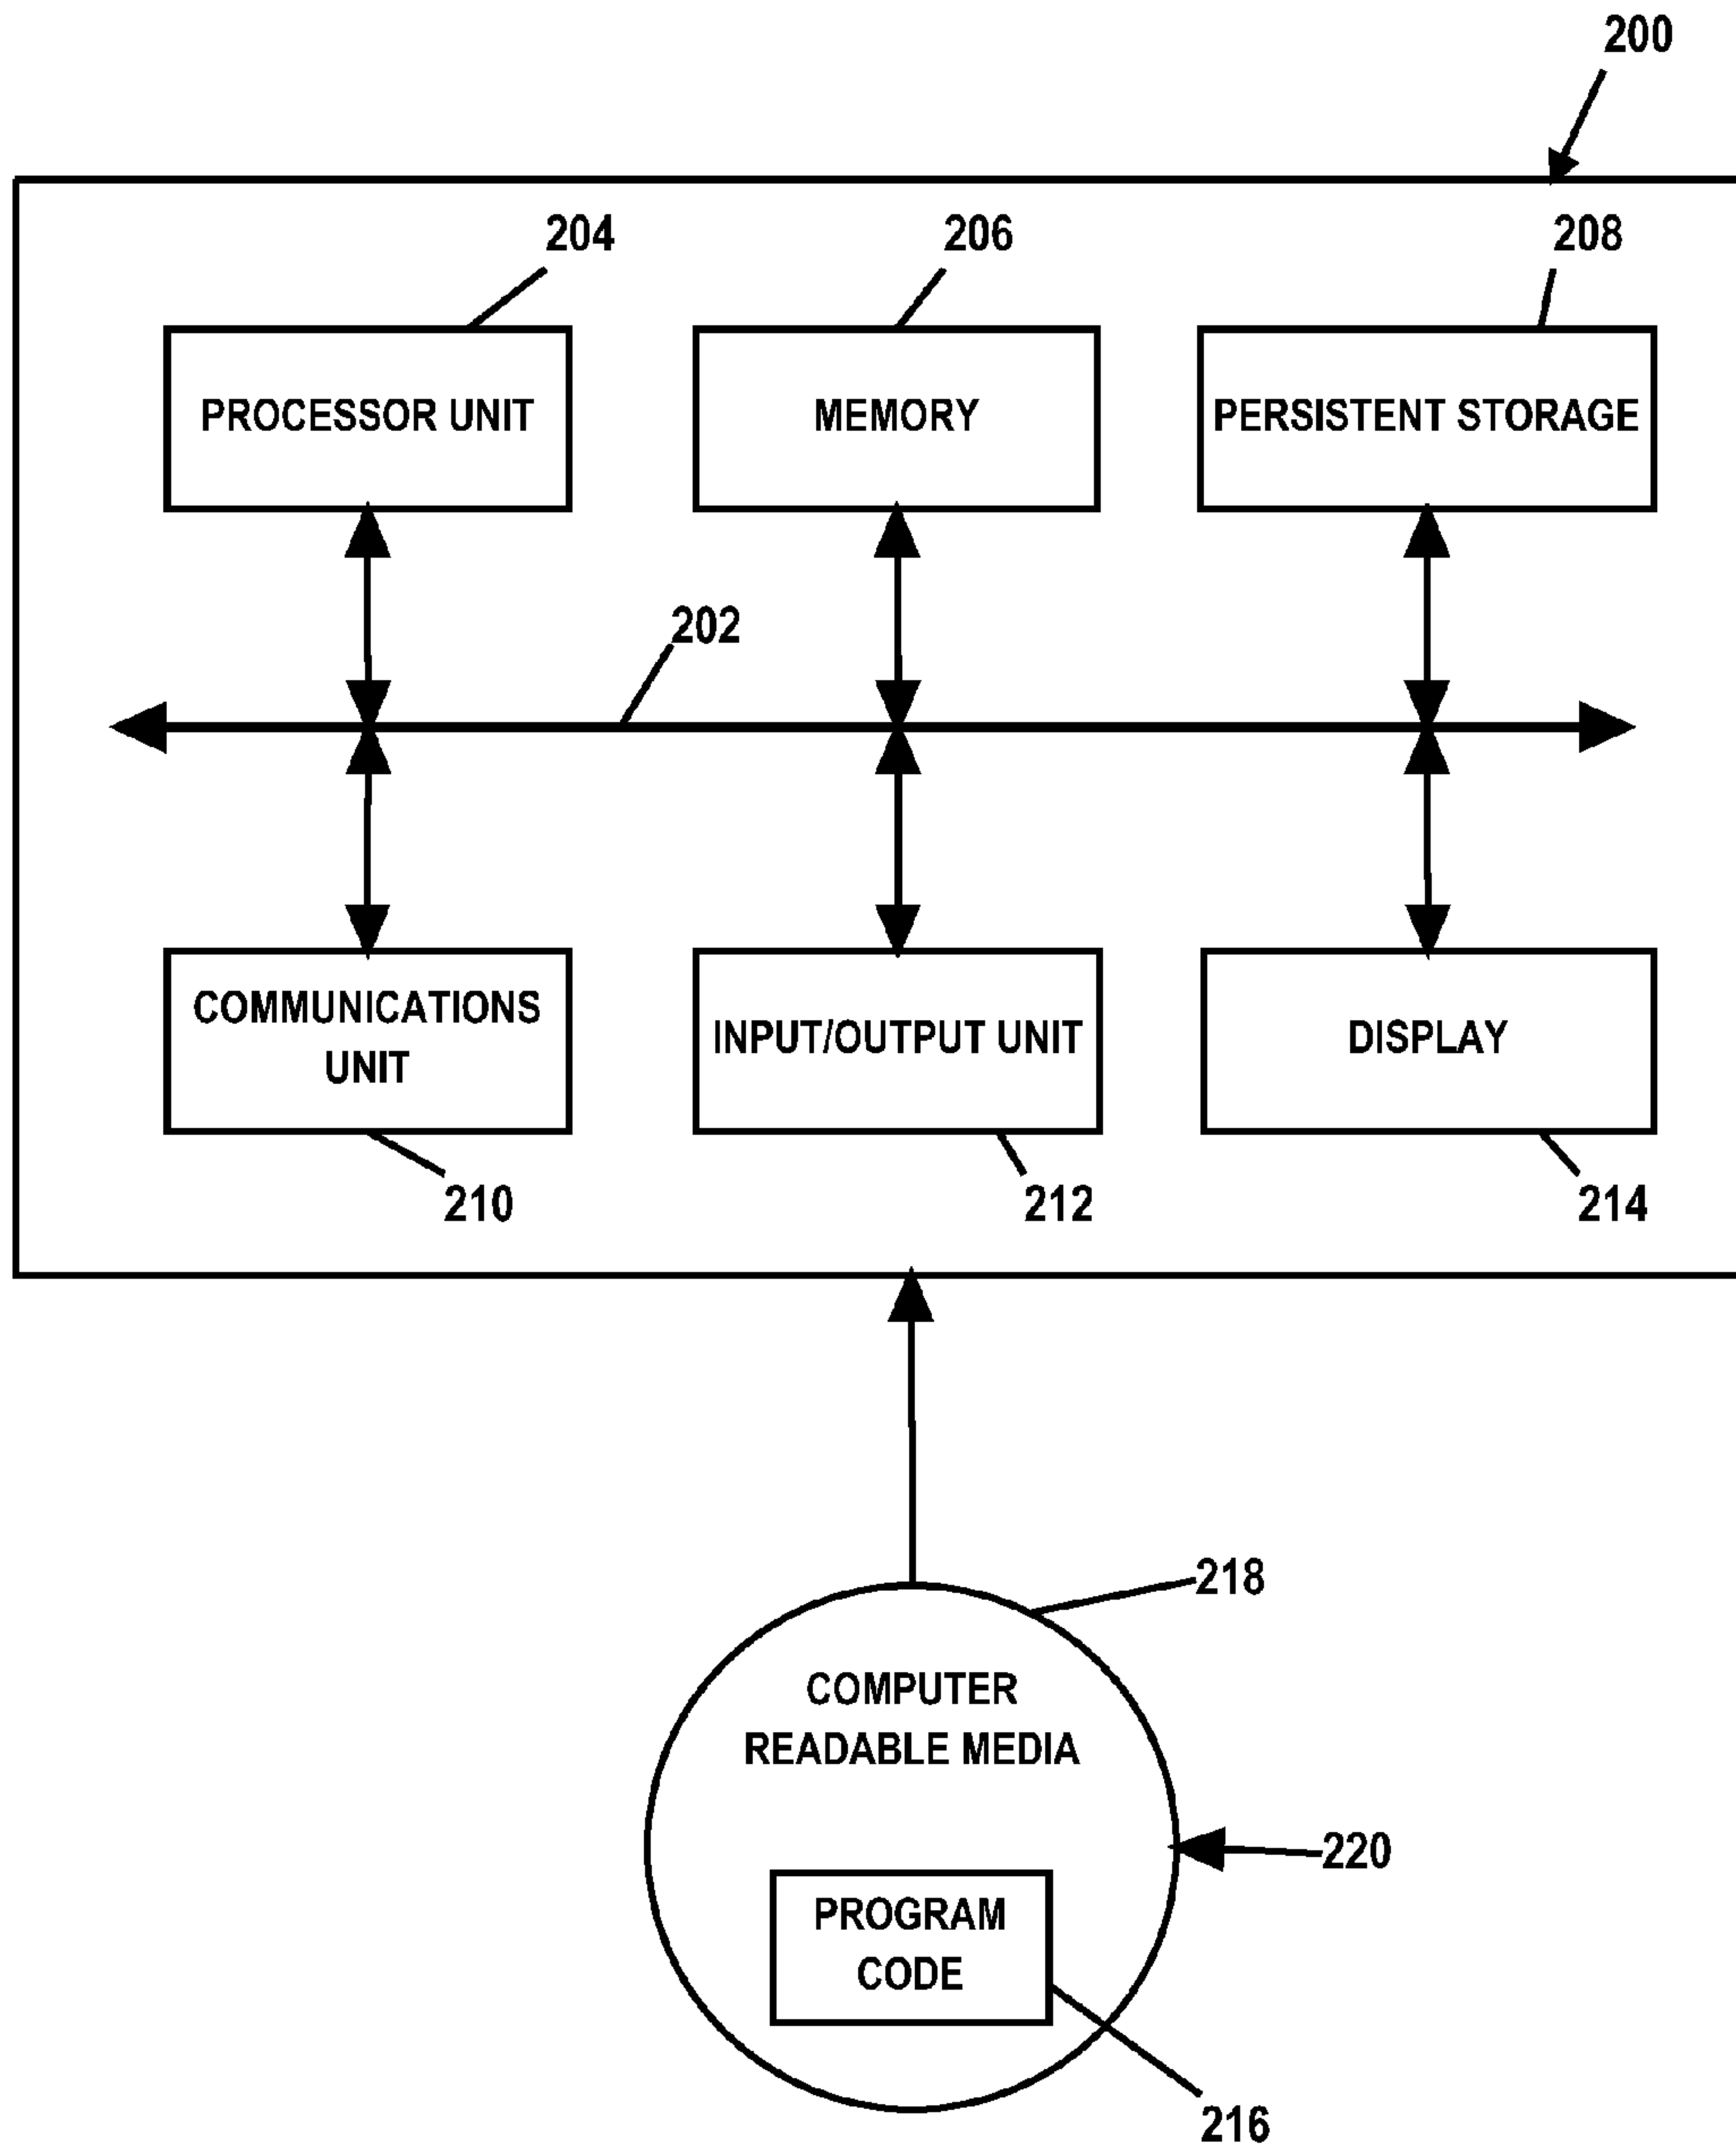 200
204
206
208
PROCESSOR UNIT
MEMORY
PERSISTENT STORAGE
202
COMMUNICATIONS
UNIT
INPUT/OUTPUT UNIT
DISPLAY
210
212
214
218
COMPUTER
READABLE MEDIA
220
PROGRAM
CODE
216